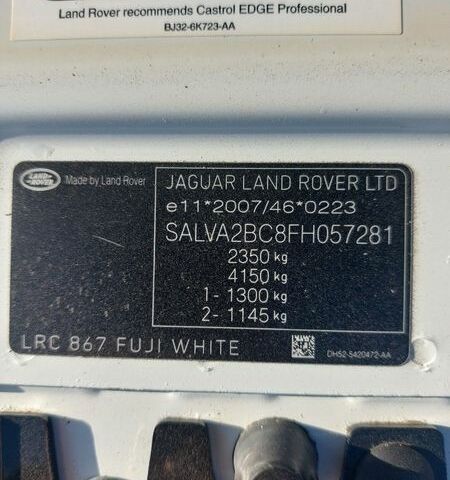 Land Rover recommends Castrol EDGE Professional
BJ32-6K723-AA
LAND-
ROVER
Made by Land Rover
JAGUAR LAND ROVER LTD
e11*2007/46*0223
SALVA2BC8FH057281
2350 kg
4150 kg
1- 1300 kg
2- 1145 kg
LRC 867 FUJI WHITE
DH52-5420472-AA